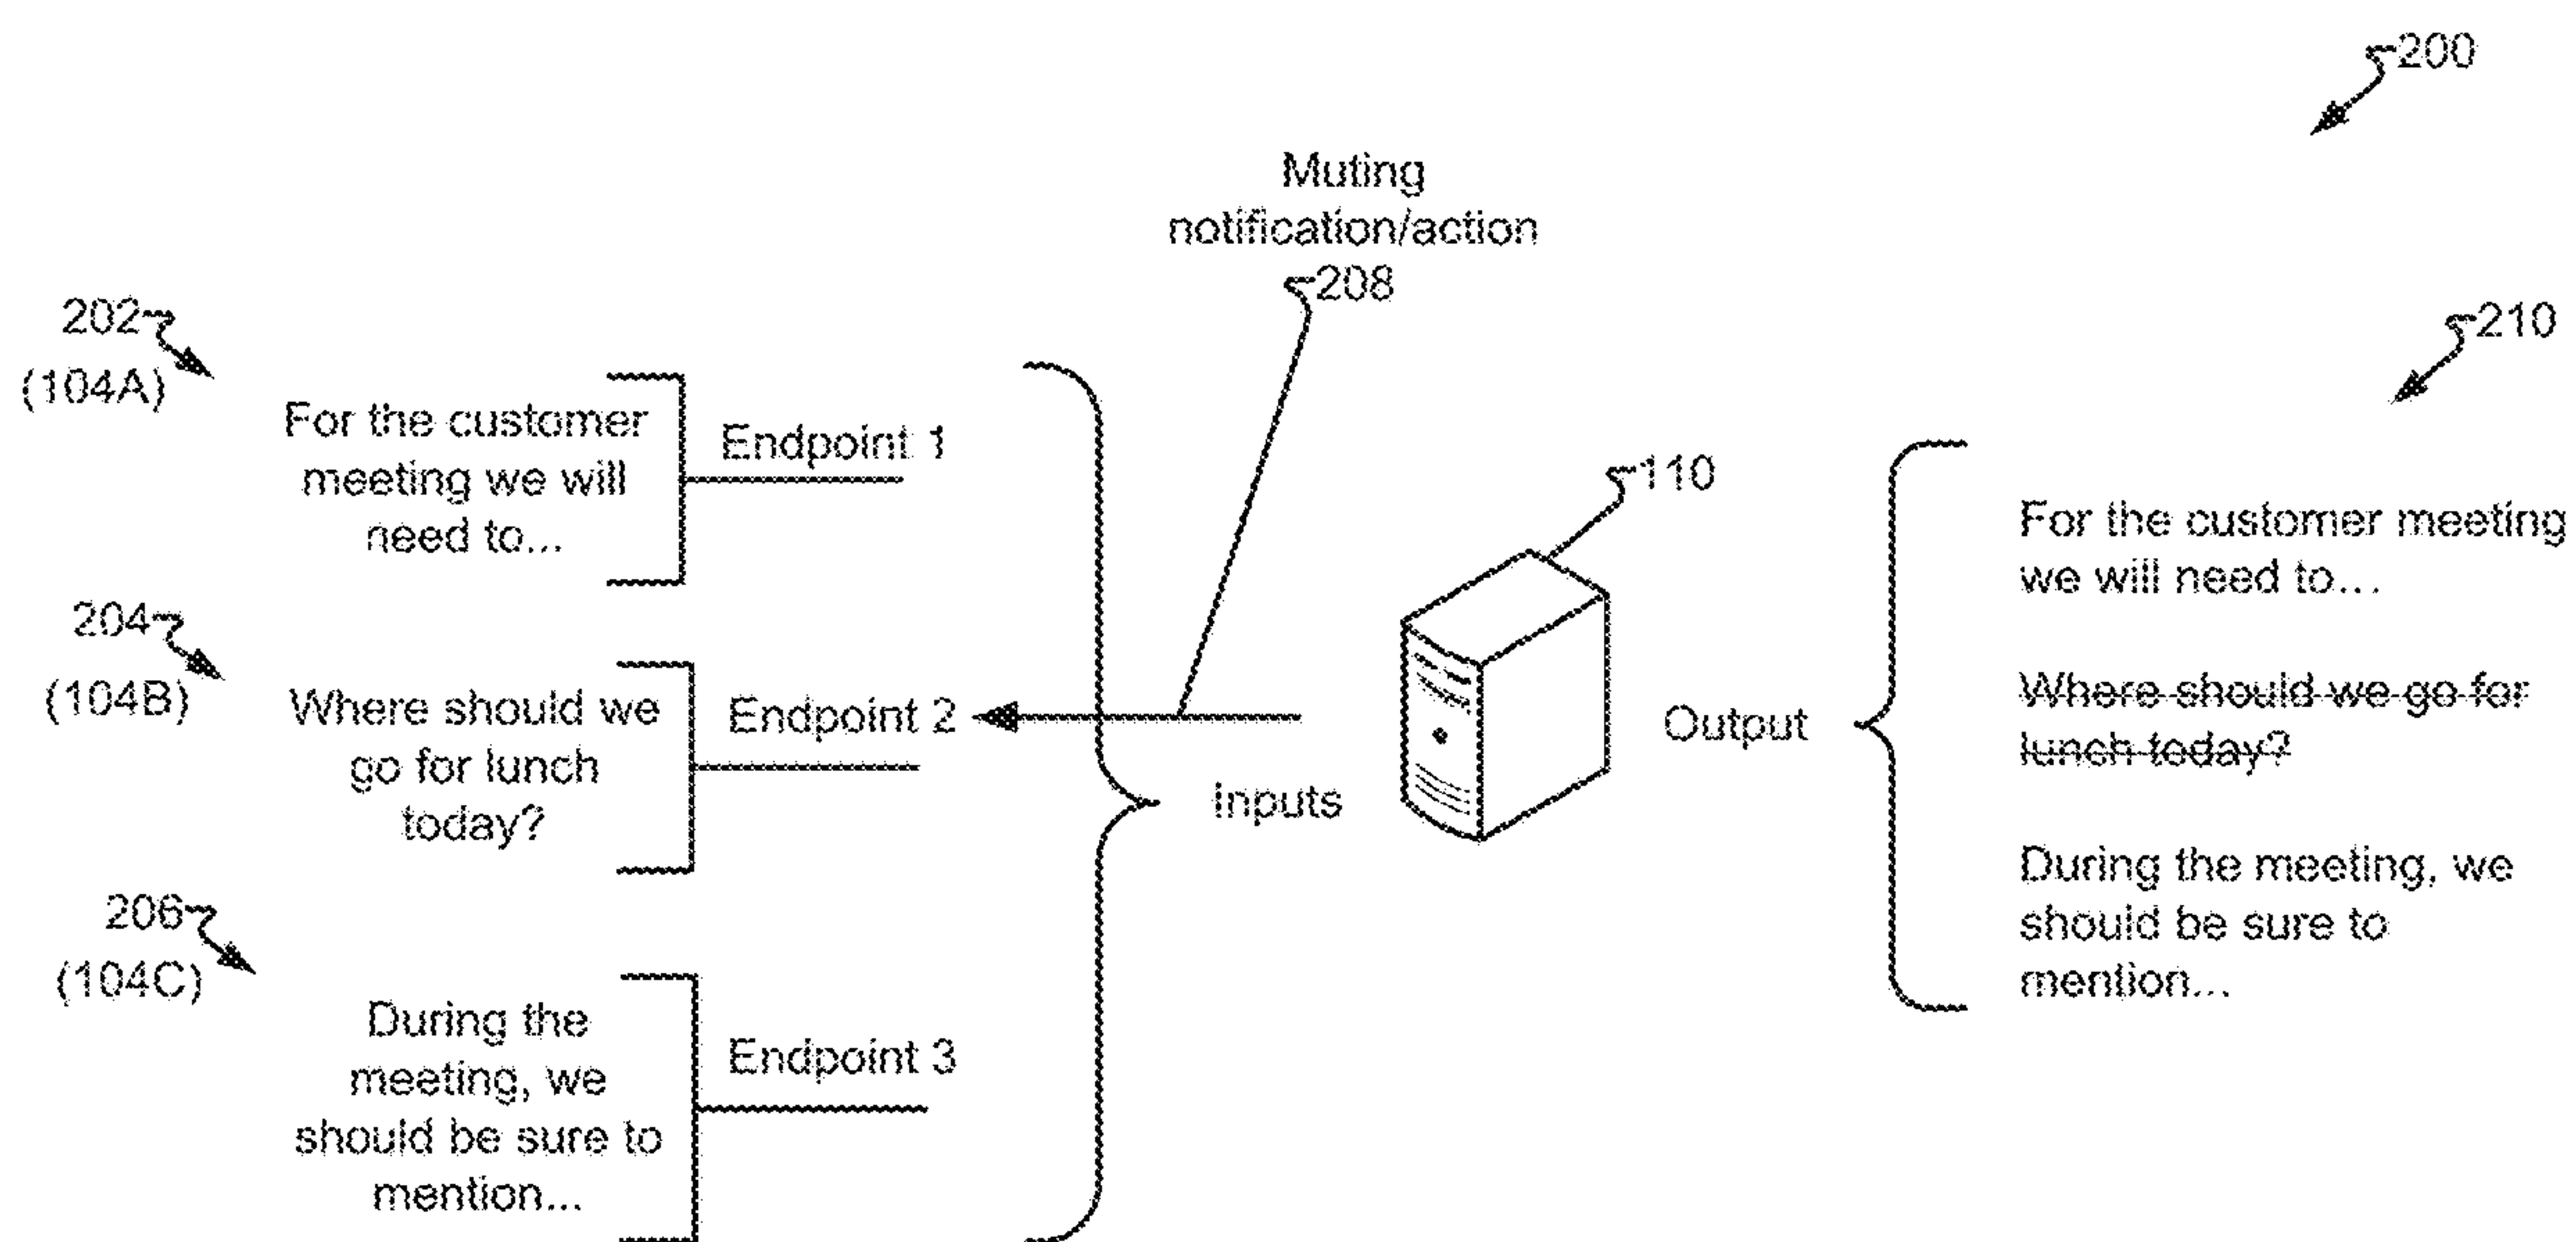 200
Muting
notification/action
208
210
202
(104A)
For the customer
meeting we will
need to...
Endpoint 1
110
204
(104B)
Where should we
go for lunch
today?
Endpoint 2
Inputs
206
(104C)
During the
meeting, we
should be sure to
mention...
Endpoint 3
Output
For the customer meeting
we will need to...
Where should we go for
lunch today?
During the meeting, we
should be sure to
mention...